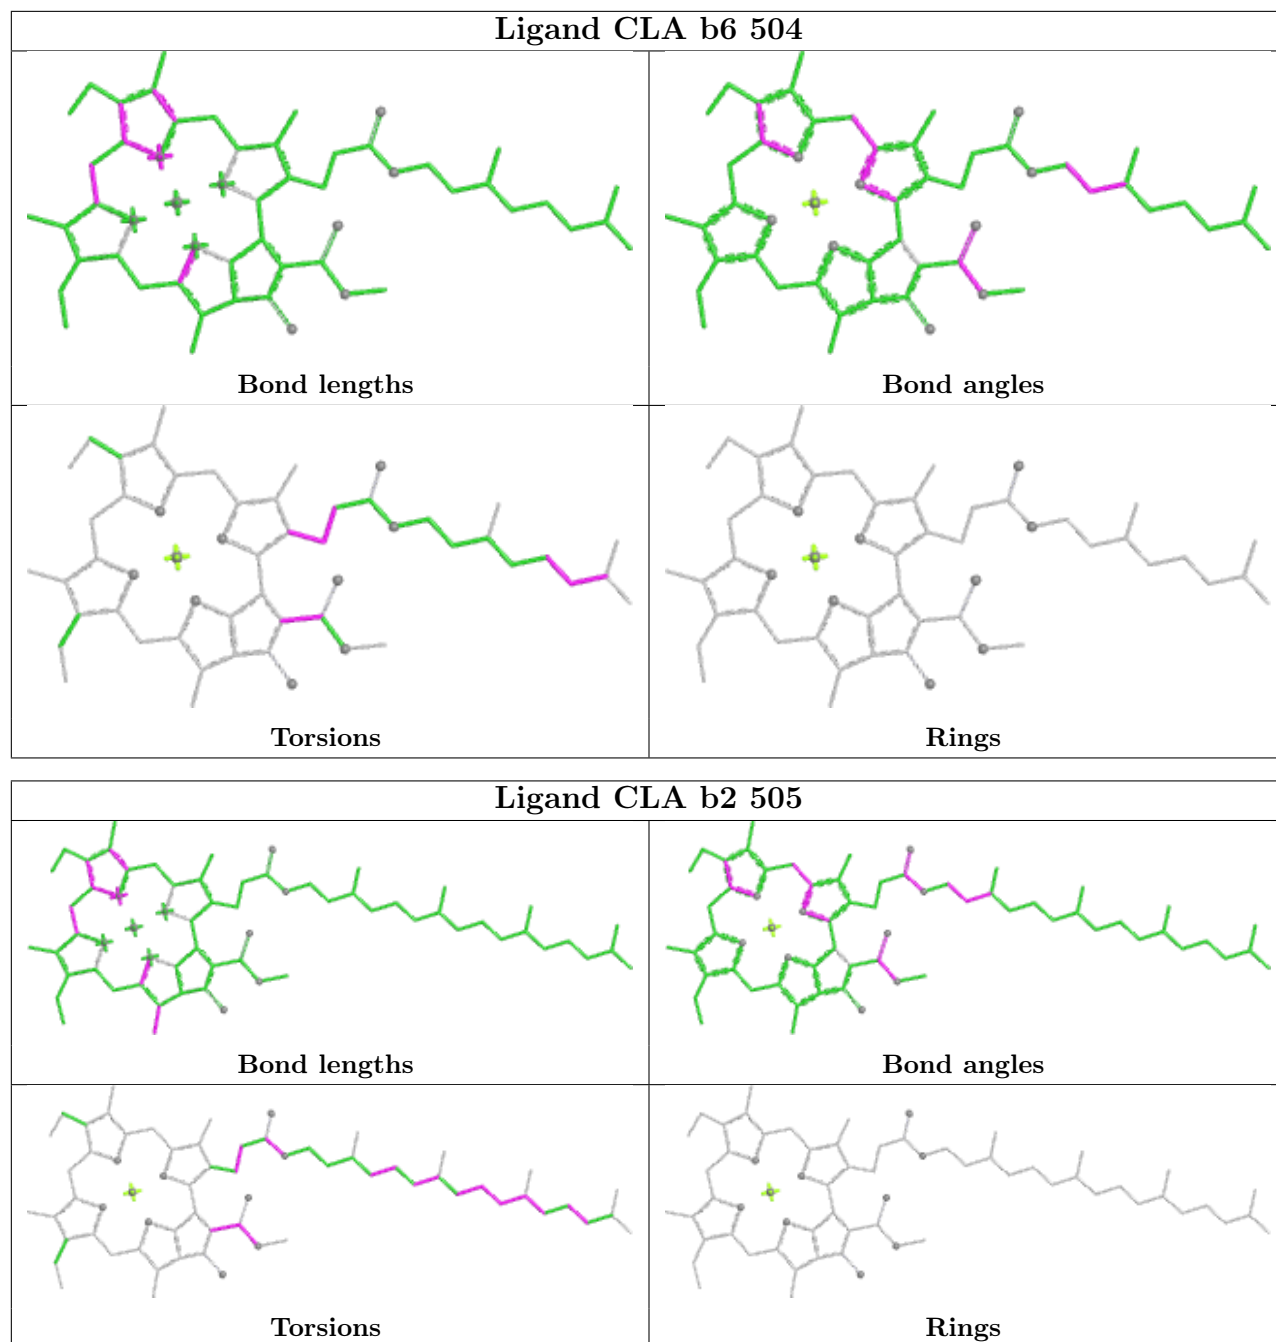 Ligand CLA b6 504
Bond lengths
Bond angles
Torsions
Rings
Ligand CLA b2 505
Bond lengths
Bond angles
Torsions
Rings